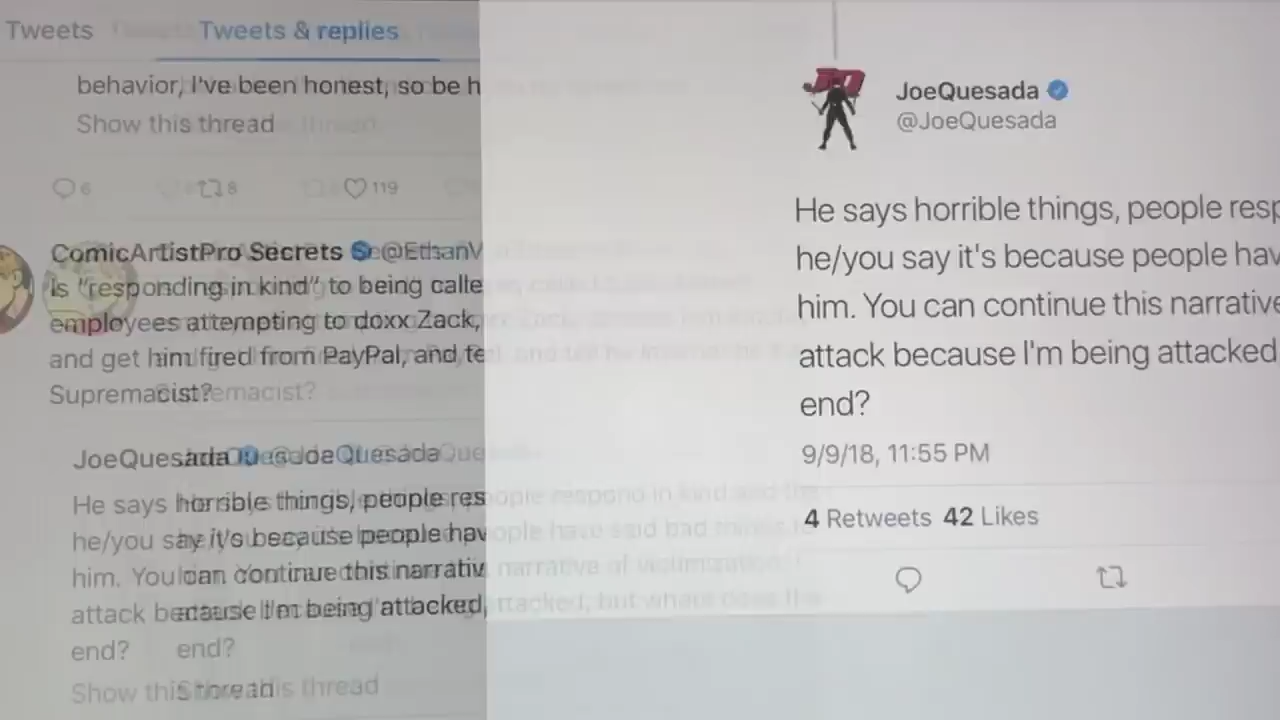 Tweets
Tweets & replies
behavior, I've been honest, so be h
Show this thread
6
8
119
ComicArtistPro Secrets @EthanV
Is "responding in kind" to being calle
employees attempting to doxx Zack,
and get him fired from PayPal, and te
Supremacist?
JoeQuesada @JoeQuesada
He says horrible things, people res
he/you say it's because people hav
him. You can continue this narrativ
attack because I'm being attacked,
end?
Show this thread
JQ
JoeQuesada
@JoeQuesada
He says horrible things, people resp
he/you say it's because people hav
him. You can continue this narrative
attack because I'm being attacked,
end?
9/9/18, 11:55 PM
4 Retweets 42 Likes